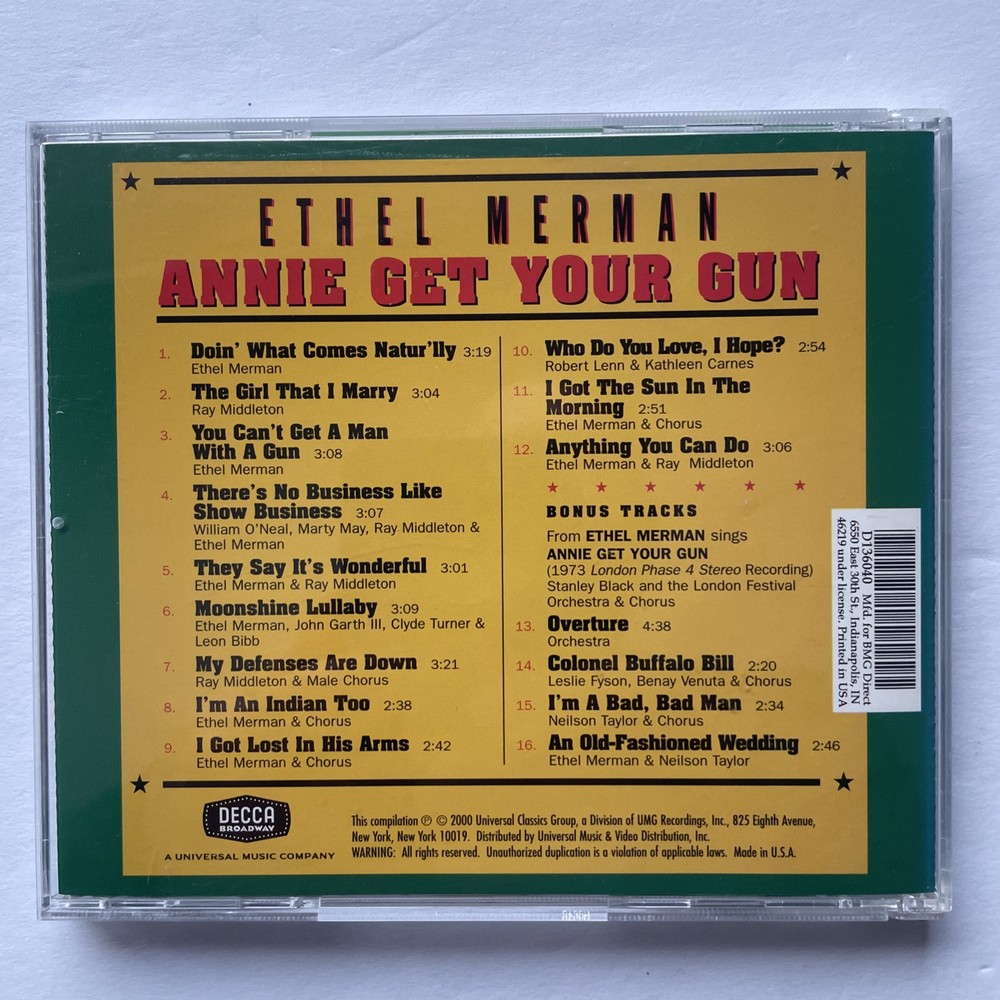 ETHEL MERMAN
ANNIE GET YOUR GUN
1. Doin' What Comes Natur'lly 3:19
Ethel Merman
2. The Girl That I Marry 3:04
Ray Middleton
3. You Can't Get A Man
With A Gun 3:08
Ethel Merman
4. There's No Business Like
Show Business 3:07
William O'Neal, Marty May, Ray Middleton &
Ethel Merman
5. They Say It's Wonderful 3:01
Ethel Merman & Ray Middleton
6. Moonshine Lullaby 3:09
Ethel Merman, John Garth III, Clyde Turner &
Leon Bibb
7. My Defenses Are Down 3:21
Ray Middleton & Male Chorus
8. I'm An Indian Too 2:38
Ethel Merman & Chorus
9. I Got Lost In His Arms 2:42
Ethel Merman & Chorus
10. Who Do You Love, I Hope? 2:54
Robert Lenn & Kathleen Carnes
11. I Got The Sun In The
Morning 2:51
Ethel Merman & Chorus
12. Anything You Can Do 3:06
Ethel Merman & Ray Middleton
BONUS TRACKS
From ETHEL MERMAN sings
ANNIE GET YOUR GUN
(1973 London Phase 4 Stereo Recording)
Stanley Black and the London Festival
Orchestra & Chorus
13. Overture 4:38
Orchestra
14. Colonel Buffalo Bill 2:20
Leslie Fyson, Benay Venuta & Chorus
15. I'm A Bad, Bad Man 2:34
Neilson Taylor & Chorus
16. An Old-Fashioned Wedding 2:46
Ethel Merman & Neilson Taylor
D136040 Mfd. for BMG Direct
6550 East 30th St., Indianapolis, IN
46219 under license. Printed in USA
DECCA
BROADWAY
A UNIVERSAL MUSIC COMPANY
This compilation ℗ © 2000 Universal Classics Group, a Division of UMG Recordings, Inc., 825 Eighth Avenue,
New York, New York 10019. Distributed by Universal Music & Video Distribution, Inc.
WARNING: All rights reserved. Unauthorized duplication is a violation of applicable laws. Made in U.S.A.